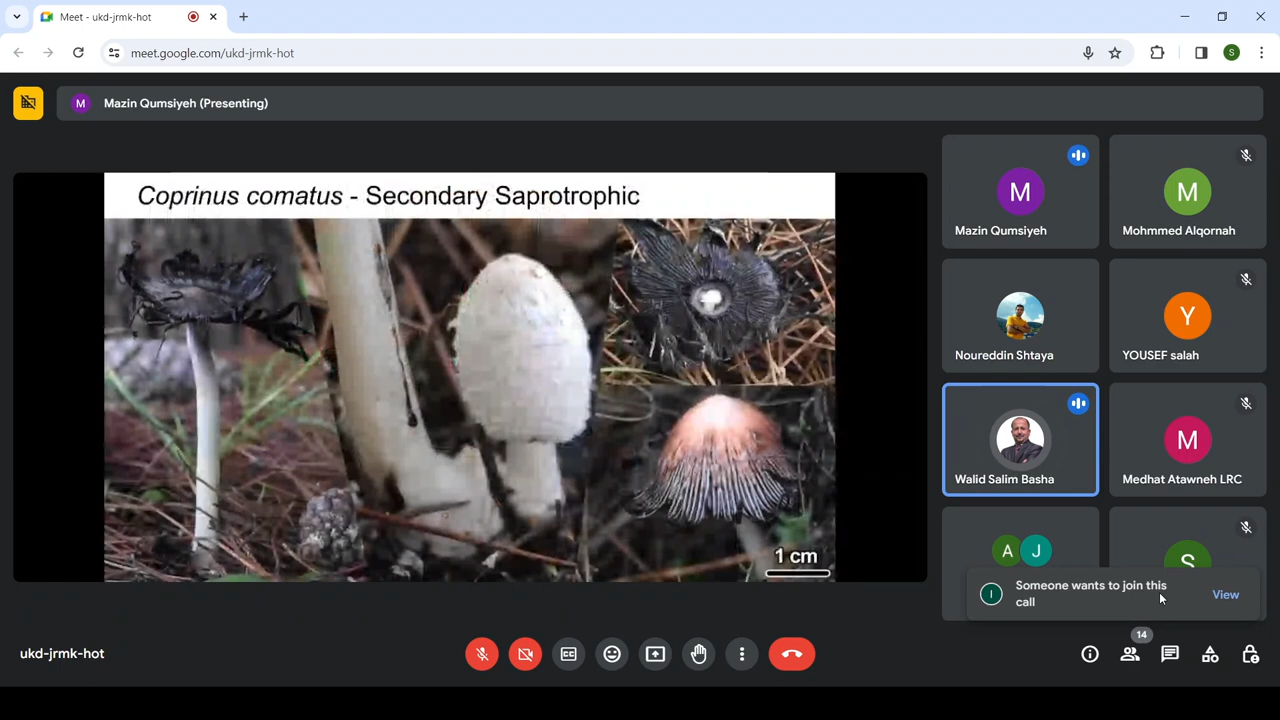 Meet - ukd-jrmk-hot
meet.google.com/ukd-jrmk-hot
S
M
Mazin Qumsiyeh (Presenting)
Coprinus comatus - Secondary Saprotrophic
1 cm
M
Mazin Qumsiyeh
M
Mohmmed Alqornah
Noureddin Shtaya
Y
YOUSEF salah
Walid Salim Basha
M
Medhat Atawneh LRC
A
J
S
I
Someone wants to join this
call
View
ukd-jrmk-hot
14